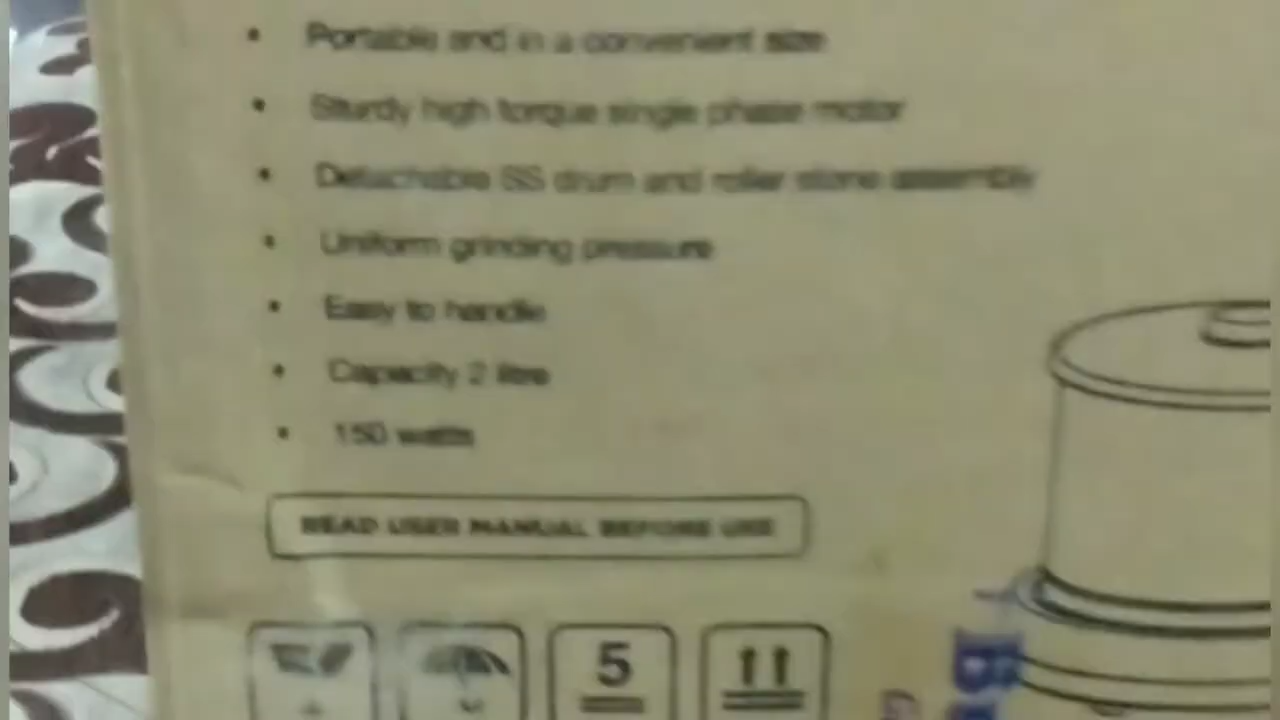 • Portable and in a convenient size
• Sturdy high torque single phase motor
• Detachable SS drum and roller stone assembly
• Uniform grinding pressure
• Easy to handle
• Capacity 2 litre
• 150 watts
READ USER MANUAL BEFORE USE
5